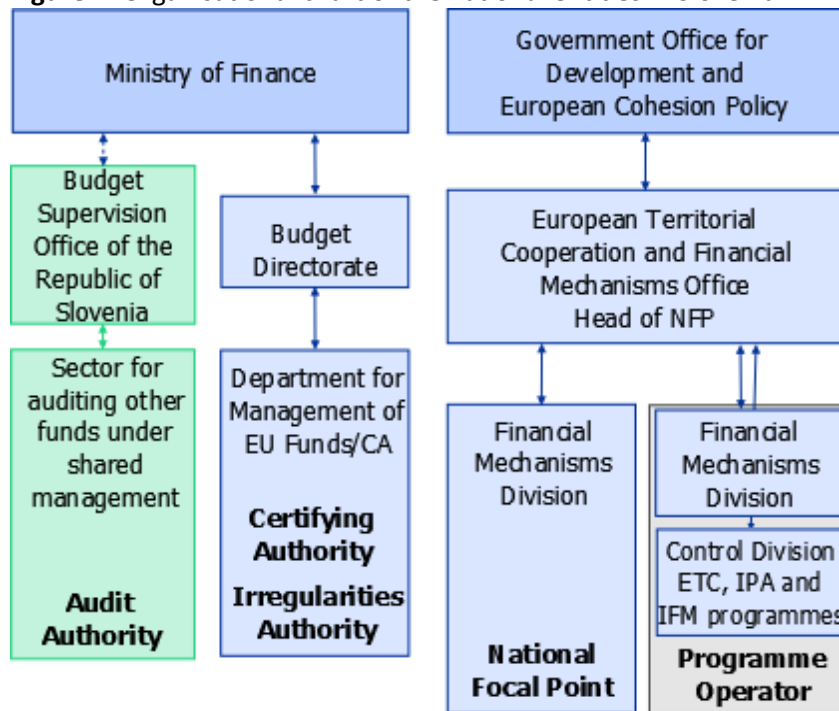 Ministry of Finance
Government Office for
Development and
European Cohesion Policy
Budget
Supervision
Office of the
Republic of
Slovenia
Budget
Directorate
European Territorial
Cooperation and Financial
Mechanisms Office
Head of NFP
Sector for
auditing other
funds under
shared
management
Audit
Authority
Department for
Management of
EU Funds/CA
Certifying
Authority
Irregularities
Authority
Financial
Mechanisms
Division
National
Focal Point
Financial
Mechanisms
Division
Control Division
ETC, IPA and
IFM programmes
Programme
Operator